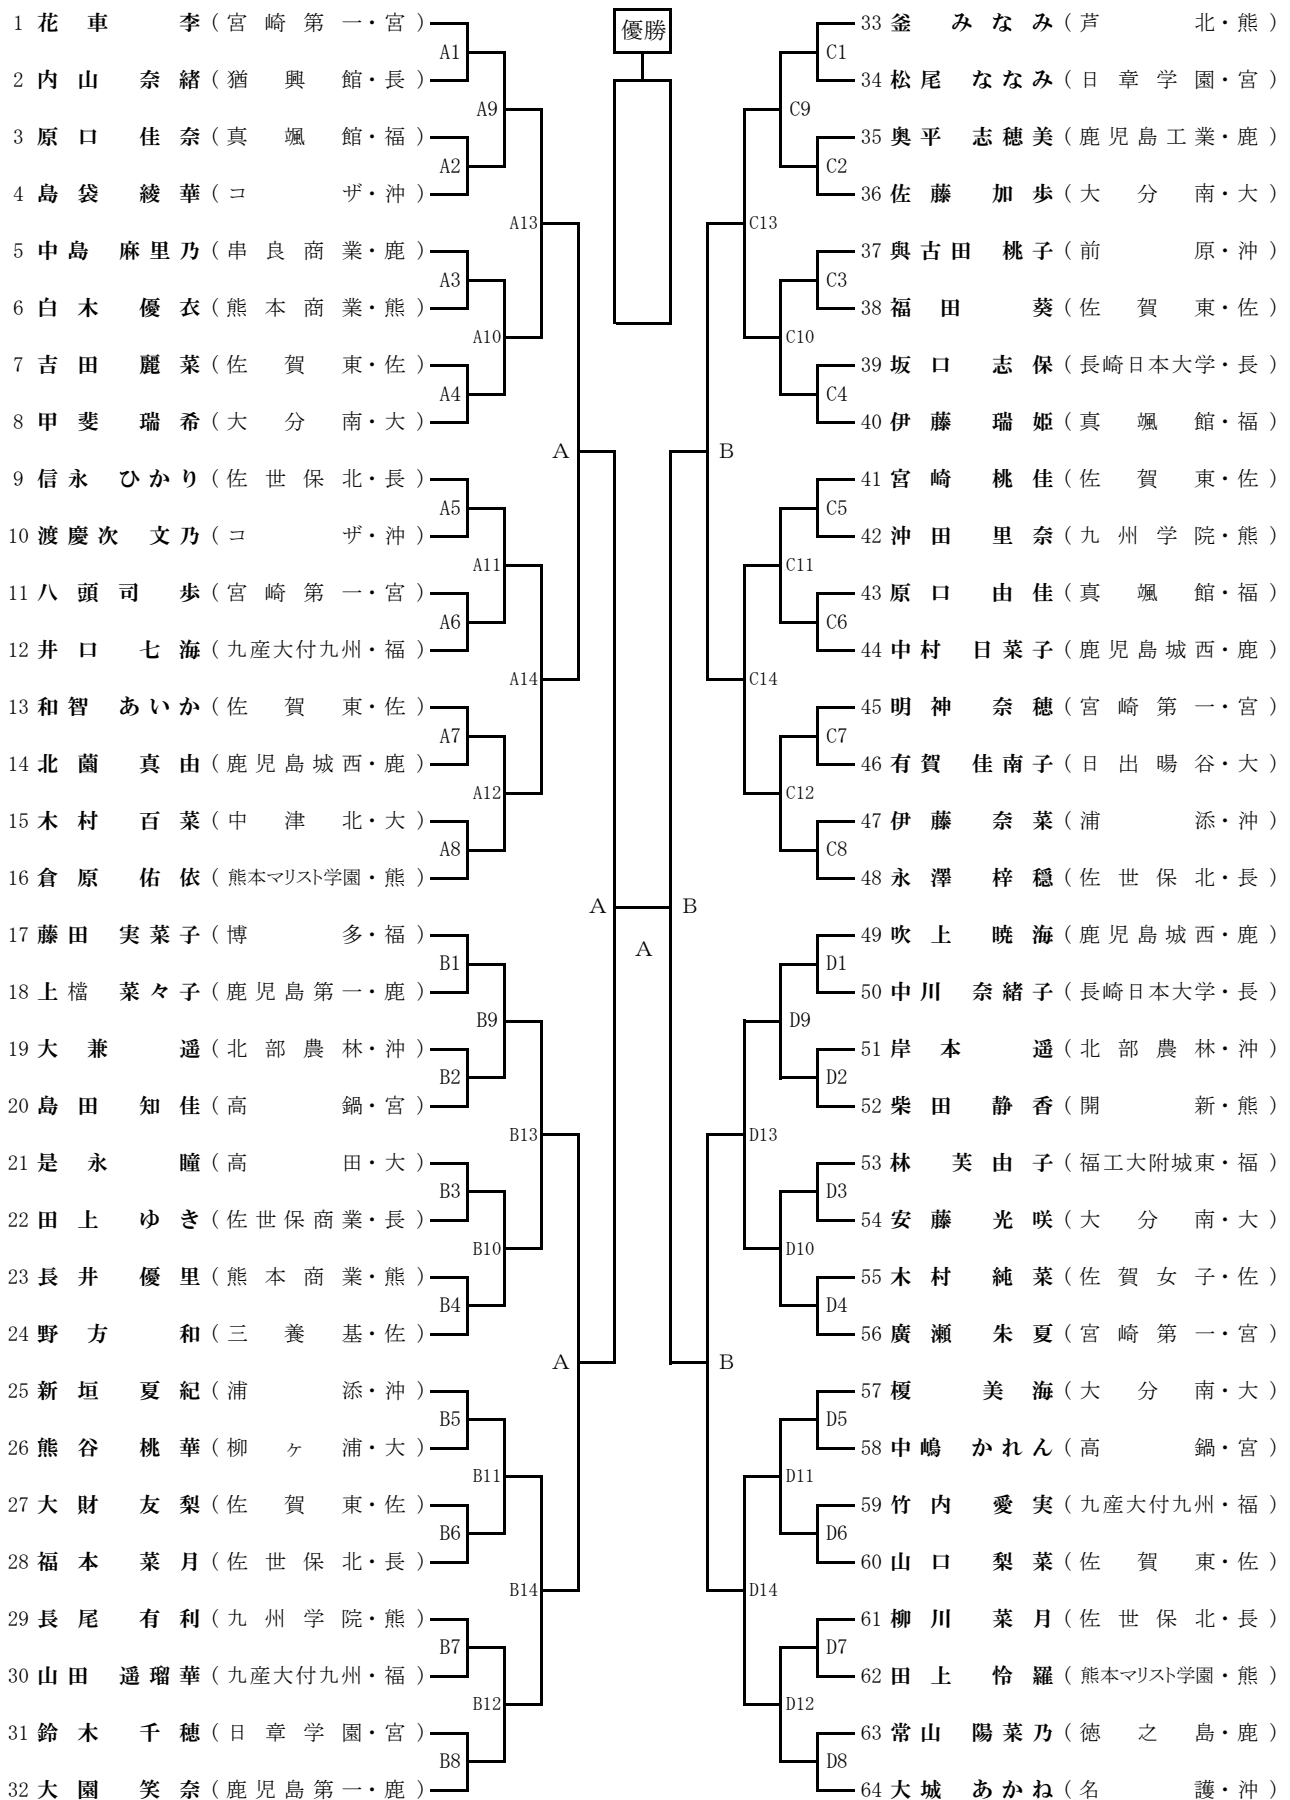 優勝
1 花車 李 (宮崎第一・宮)
A1
2 内山 奈緒 (猶興館・長)
A9
3 原口 佳奈 (真颯館・福)
A2
4 島袋 綾華 (コザ・沖)
A13
5 中島 麻里乃 (串良商業・鹿)
A3
6 白木 優衣 (熊本商業・熊)
A10
7 吉田 麗菜 (佐賀東・佐)
A4
8 甲斐 瑞希 (大分南・大)
A
9 信永 ひかり (佐世保北・長)
A5
10 渡慶次 文乃 (コザ・沖)
A11
11 八頭司 歩 (宮崎第一・宮)
A6
12 井口 七海 (九産大付九州・福)
A14
13 和智 あいか (佐賀東・佐)
A7
14 北薗 真由 (鹿児島城西・鹿)
A12
15 木村 百菜 (中津北・大)
A8
16 倉原 佑依 (熊本マリスト学園・熊)
A
17 藤田 実菜子 (博多・福)
B1
18 上檔 菜々子 (鹿児島第一・鹿)
B9
19 大兼 遥 (北部農林・沖)
B2
20 島田 知佳 (高鍋・宮)
B13
21 是永 瞳 (高田・大)
B3
22 田上 ゆき (佐世保商業・長)
B10
23 長井 優里 (熊本商業・熊)
B4
24 野方 和 (三養基・佐)
A
25 新垣 夏紀 (浦添・沖)
B5
26 熊谷 桃華 (柳ヶ浦・大)
B11
27 大財 友梨 (佐賀東・佐)
B6
28 福本 菜月 (佐世保北・長)
B14
29 長尾 有利 (九州学院・熊)
B7
30 山田 遥瑠華 (九産大付九州・福)
B12
31 鈴木 千穂 (日章学園・宮)
B8
32 大園 笑奈 (鹿児島第一・鹿)
A
33 釜 みなみ (芦北・熊)
C1
34 松尾 ななみ (日章学園・宮)
C9
35 奥平 志穂美 (鹿児島工業・鹿)
C2
36 佐藤 加歩 (大分南・大)
C13
37 與古田 桃子 (前原・沖)
C3
38 福田 葵 (佐賀東・佐)
C10
39 坂口 志保 (長崎日本大学・長)
C4
40 伊藤 瑞姫 (真颯館・福)
B
41 宮崎 桃佳 (佐賀東・佐)
C5
42 沖田 里奈 (九州学院・熊)
C11
43 原口 由佳 (真颯館・福)
C6
44 中村 日菜子 (鹿児島城西・鹿)
C14
45 明神 奈穂 (宮崎第一・宮)
C7
46 有賀 佳南子 (日出暘谷・大)
C12
47 伊藤 奈菜 (浦添・沖)
C8
48 永澤 梓穏 (佐世保北・長)
B
49 吹上 暁海 (鹿児島城西・鹿)
D1
50 中川 奈緒子 (長崎日本大学・長)
D9
51 岸本 遥 (北部農林・沖)
D2
52 柴田 静香 (開新・熊)
D13
53 林 芙由子 (福工大附城東・福)
D3
54 安藤 光咲 (大分南・大)
D10
55 木村 純菜 (佐賀女子・佐)
D4
56 廣瀬 朱夏 (宮崎第一・宮)
B
57 榎 美海 (大分南・大)
D5
58 中嶋 かれん (高鍋・宮)
D11
59 竹内 愛実 (九産大付九州・福)
D6
60 山口 梨菜 (佐賀東・佐)
D14
61 柳川 菜月 (佐世保北・長)
D7
62 田上 怜羅 (熊本マリスト学園・熊)
D12
63 常山 陽菜乃 (徳之島・鹿)
D8
64 大城 あかね (名護・沖)